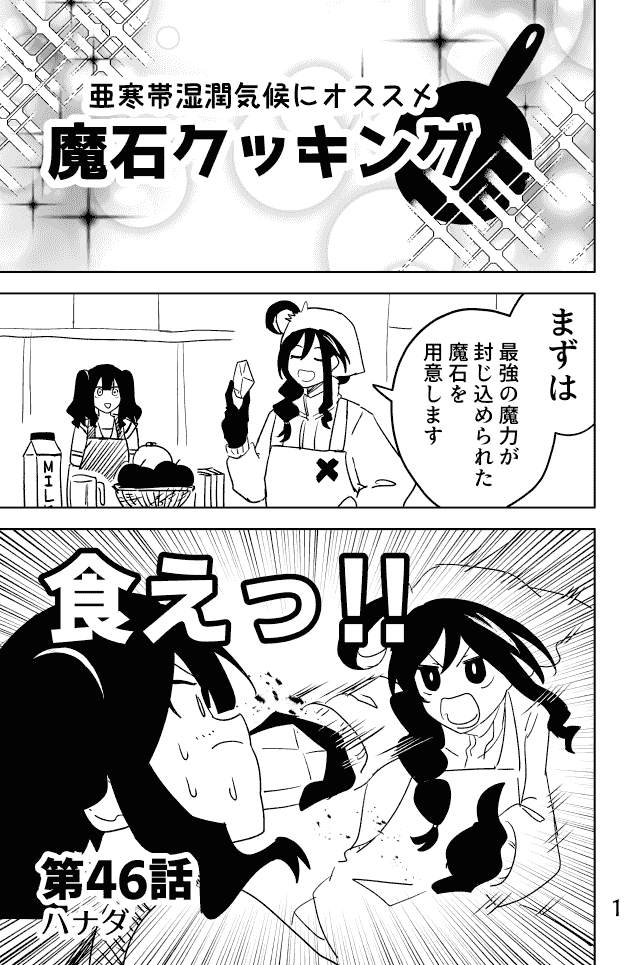 亜寒帯湿潤気候にオススメ
魔石クッキング
まずは
最強の魔力が
封じ込められた
魔石を
用意します
MIL
食えっ!!
第46話
ハナダ
1